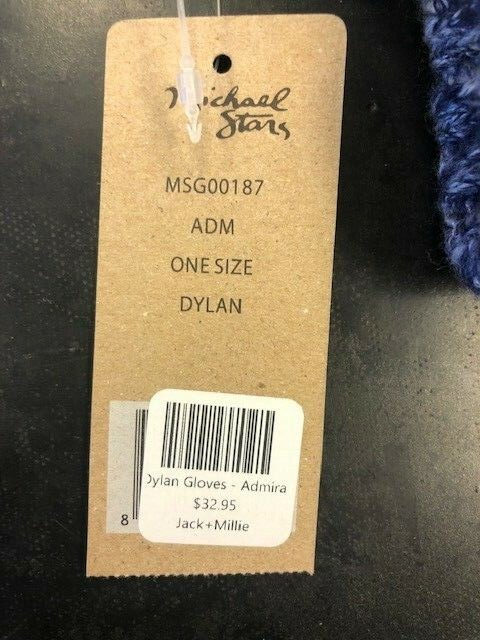 Michael
Stars
MSG00187
ADM
ONE SIZE
DYLAN
Dylan Gloves - Admira
$32.95
Jack+Millie
8